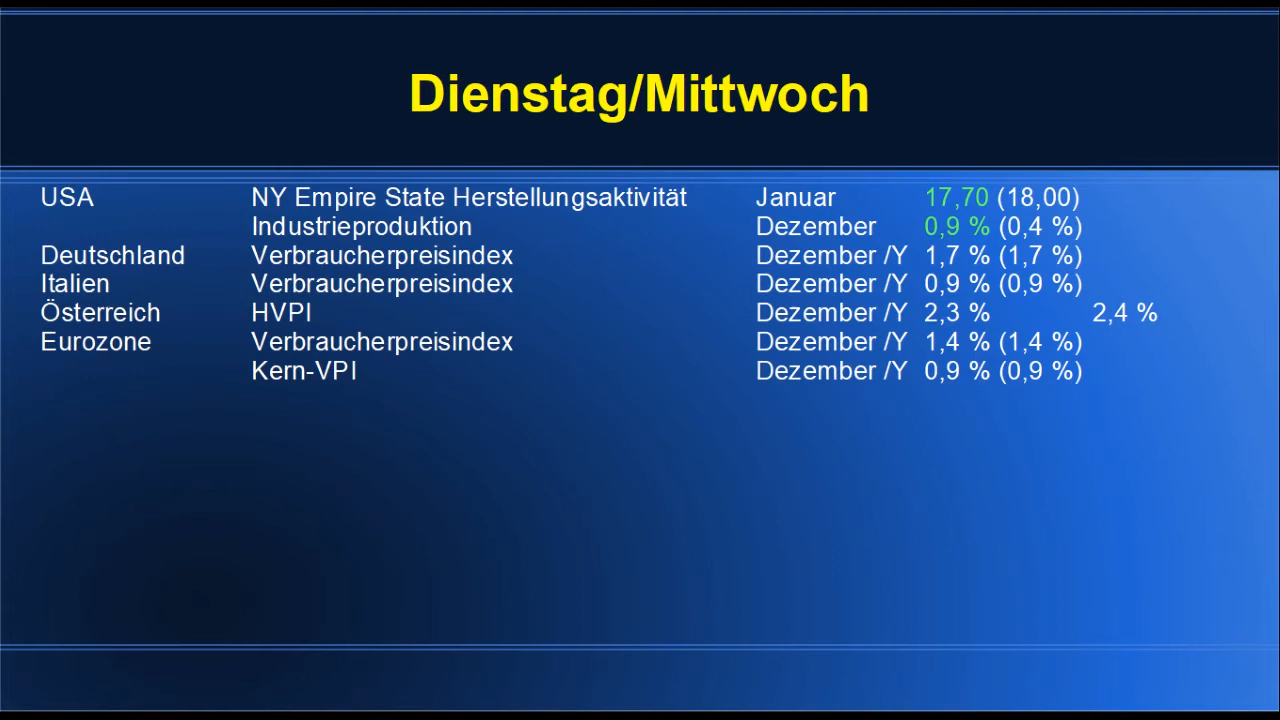 Dienstag/Mittwoch
USA NY Empire State Herstellungsaktivität Januar 17,70 (18,00)
Industrieproduktion Dezember 0,9 % (0,4 %)
Deutschland Verbraucherpreisindex Dezember /Y 1,7 % (1,7 %)
Italien Verbraucherpreisindex Dezember /Y 0,9 % (0,9 %)
Österreich HVPI Dezember /Y 2,3 % 2,4 %
Eurozone Verbraucherpreisindex Dezember /Y 1,4 % (1,4 %)
Kern-VPI Dezember /Y 0,9 % (0,9 %)